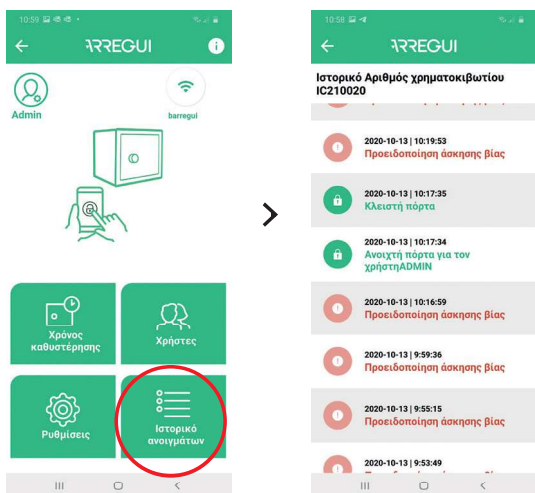 10:59
ARREGUI
Admin
barregui
Χρόνος
καθυστέρησης
Χρήστες
Ρυθμίσεις
Ιστορικό
ανοιγμάτων
10:58
ARREGUI
Ιστορικό Αριθμός χρηματοκιβωτίου
IC210020
2020-10-13 | 10:19:53
Προειδοποίηση άσκησης βίας
2020-10-13 | 10:17:35
Κλειστή πόρτα
2020-10-13 | 10:17:34
Ανοιχτή πόρτα για τον
χρήστηADMIN
2020-10-13 | 10:16:59
Προειδοποίηση άσκησης βίας
2020-10-13 | 9:59:36
Προειδοποίηση άσκησης βίας
2020-10-13 | 9:55:15
Προειδοποίηση άσκησης βίας
2020-10-13 | 9:53:49